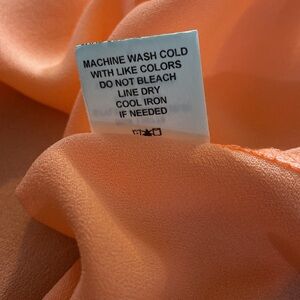 MACHINE WASH COLD
WITH LIKE COLORS
DO NOT BLEACH
LINE DRY
COOL IRON
IF NEEDED